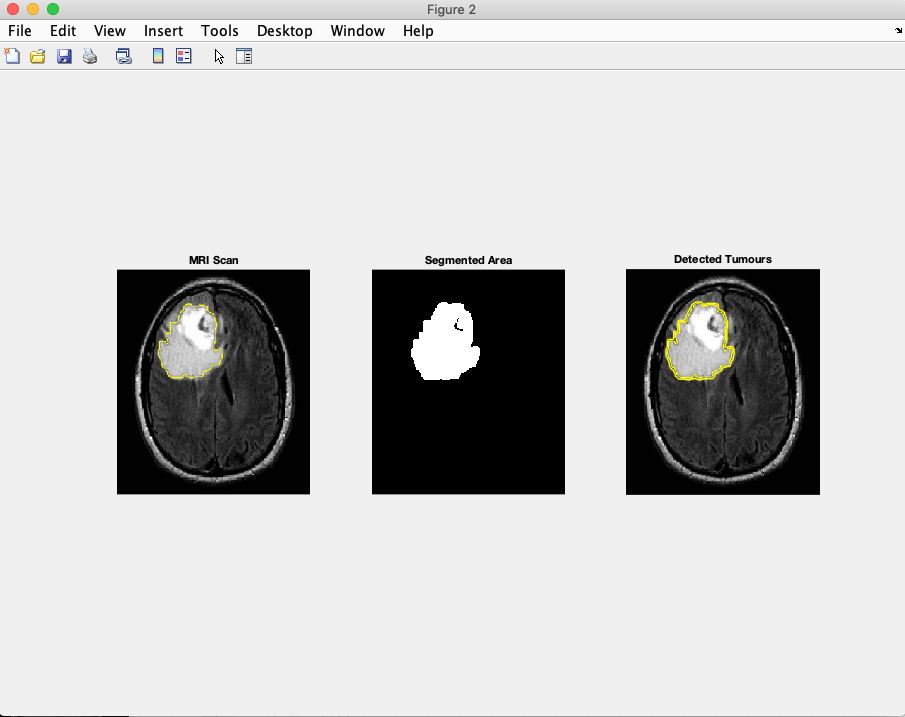 Figure 2
File Edit View Insert Tools Desktop Window Help
MRI Scan
Segmented Area
Detected Tumours